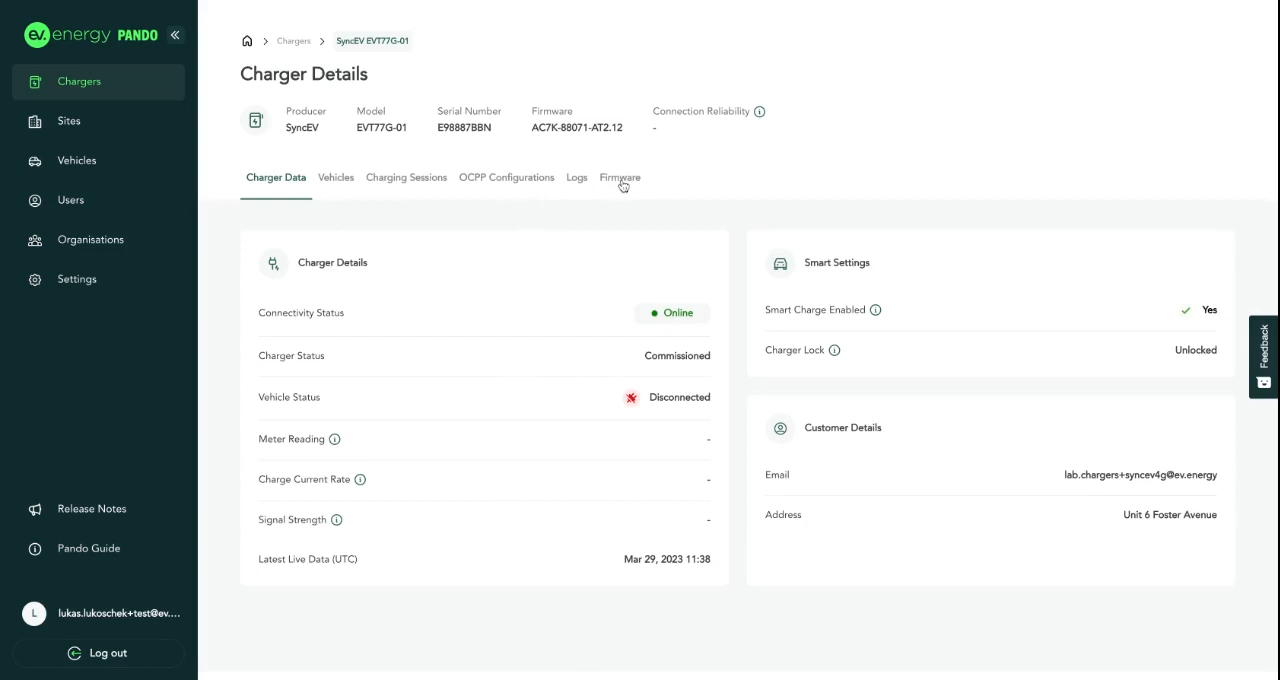 ev. energy PANDO
Chargers
Sites
Vehicles
Users
Organisations
Settings
Release Notes
Pando Guide
L lukas.lukoschek+test@ev....
Log out
Chargers SyncEV EVT77G-01
Charger Details
Producer Model Serial Number Firmware Connection Reliability
SyncEV EVT77G-01 E98887BBN AC7K-88071-AT2.12 -
Charger Data Vehicles Charging Sessions OCPP Configurations Logs Firmware
Charger Details
Connectivity Status Online
Charger Status Commissioned
Vehicle Status Disconnected
Meter Reading -
Charge Current Rate -
Signal Strength -
Latest Live Data (UTC) Mar 29, 2023 11:38
Smart Settings
Smart Charge Enabled Yes
Charger Lock Unlocked
Customer Details
Email lab.chargers+syncev4g@ev.energy
Address Unit 6 Foster Avenue
Feedback